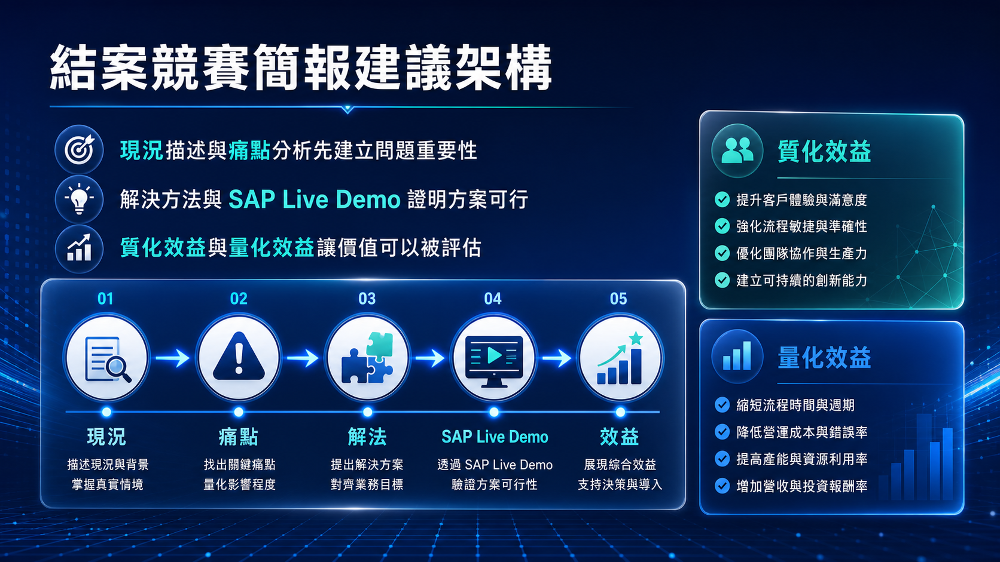 結案競賽簡報建議架構
現況描述與痛點分析先建立問題重要性
解決方法與 SAP Live Demo 證明方案可行
質化效益與量化效益讓價值可以被評估
01
現況
描述現況與背景
掌握真實情境
02
痛點
找出關鍵痛點
量化影響程度
03
解法
提出解決方案
對齊業務目標
04
SAP Live Demo
透過 SAP Live Demo
驗證方案可行性
05
效益
展現綜合效益
支持決策與導入
質化效益
提升客戶體驗與滿意度
強化流程敏捷與準確性
優化團隊協作與生產力
建立可持續的創新能力
量化效益
縮短流程時間與週期
降低營運成本與錯誤率
提高產能與資源利用率
增加營收與投資報酬率